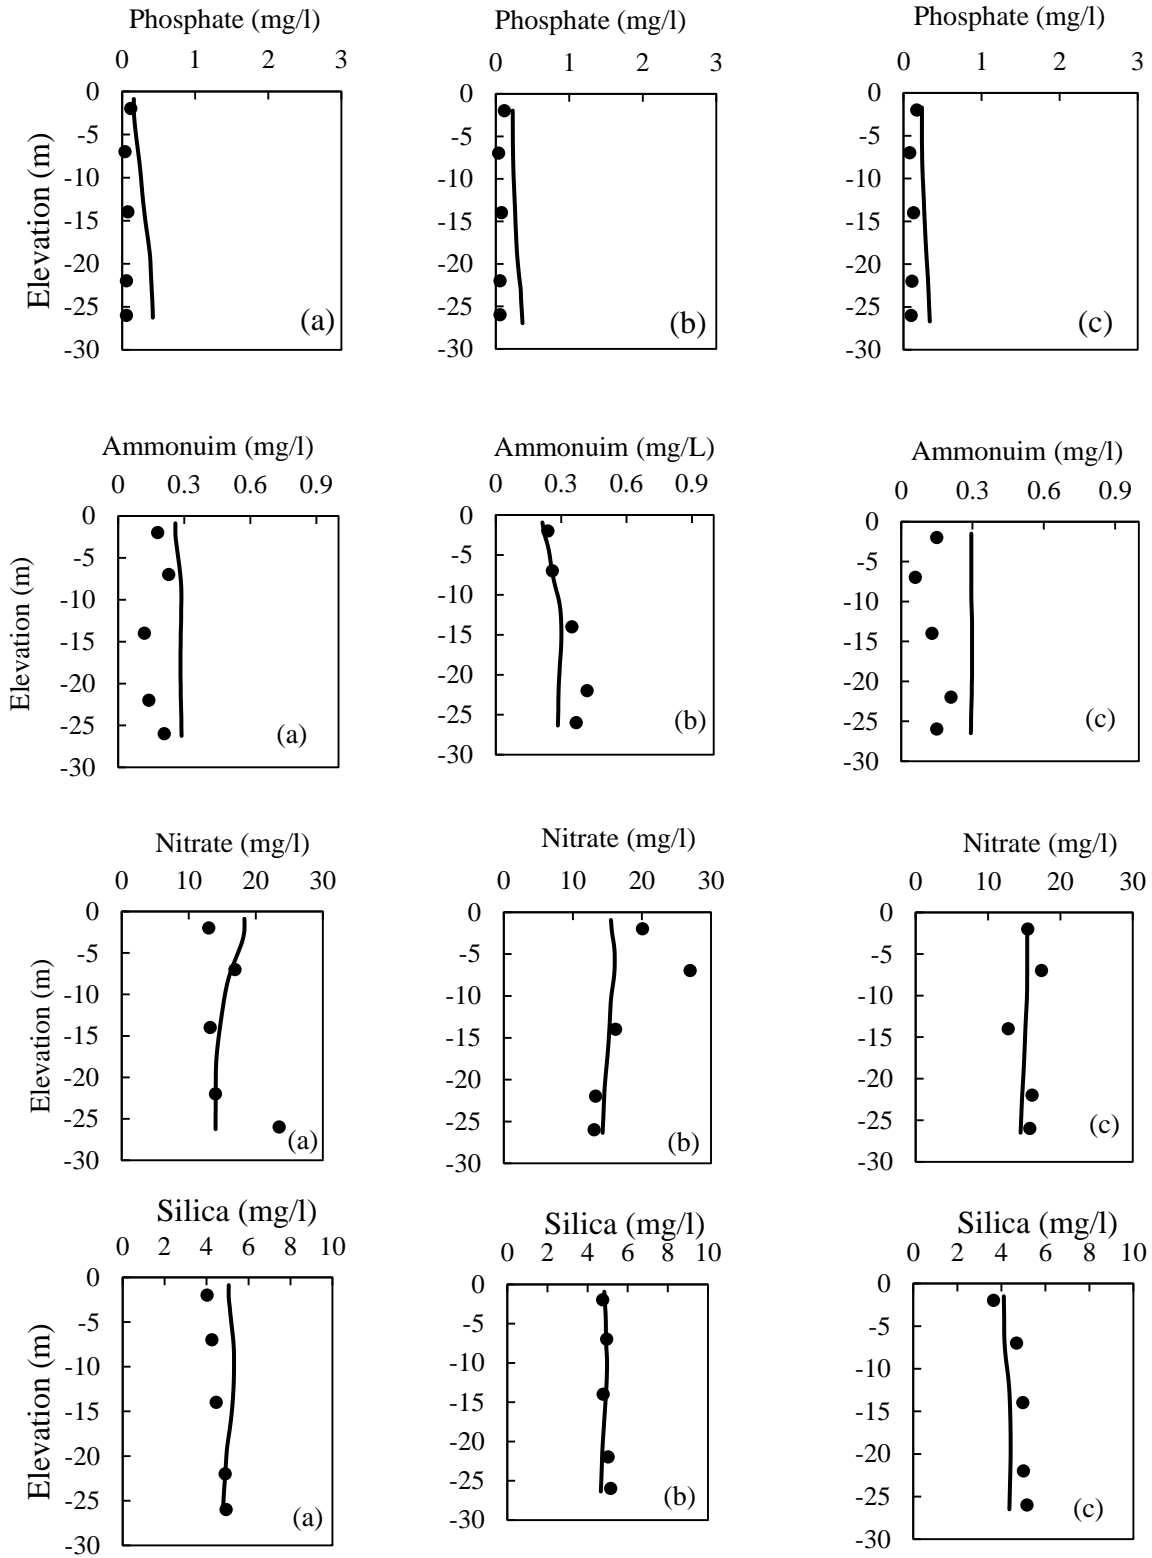 Phosphate (mg/l)
0 1 2 3
0
-5
-10
-15
-20
-25
-30
Elevation (m)
(a)
Phosphate (mg/l)
0 1 2 3
0
-5
-10
-15
-20
-25
-30
(b)
Phosphate (mg/l)
0 1 2 3
0
-5
-10
-15
-20
-25
-30
(c)
Ammonuim (mg/l)
0 0.3 0.6 0.9
0
-5
-10
-15
-20
-25
-30
Elevation (m)
(a)
Ammonuim (mg/L)
0 0.3 0.6 0.9
0
-5
-10
-15
-20
-25
-30
(b)
Ammonuim (mg/l)
0 0.3 0.6 0.9
0
-5
-10
-15
-20
-25
-30
(c)
Nitrate (mg/l)
0 10 20 30
0
-5
-10
-15
-20
-25
-30
Elevation (m)
(a)
Nitrate (mg/l)
0 10 20 30
0
-5
-10
-15
-20
-25
-30
(b)
Nitrate (mg/l)
0 10 20 30
0
-5
-10
-15
-20
-25
-30
(c)
Silica (mg/l)
0 2 4 6 8 10
0
-5
-10
-15
-20
-25
-30
Elevation (m)
(a)
Silica (mg/l)
0 2 4 6 8 10
0
-5
-10
-15
-20
-25
-30
(b)
Silica (mg/l)
0 2 4 6 8 10
0
-5
-10
-15
-20
-25
-30
(c)